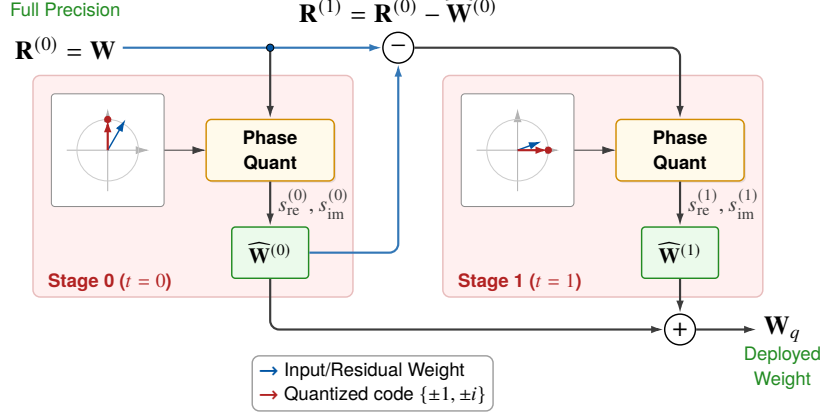 Full Precision
R⁽⁰⁾ = W
R⁽¹⁾ = R⁽⁰⁾ − Ŵ⁽⁰⁾
−
Phase
Quant
s_re⁽⁰⁾, s_im⁽⁰⁾
Ŵ⁽⁰⁾
Stage 0 (t = 0)
Phase
Quant
s_re⁽¹⁾, s_im⁽¹⁾
Ŵ⁽¹⁾
Stage 1 (t = 1)
+
W_q
Deployed
Weight
Input/Residual Weight
Quantized code {±1, ±i}